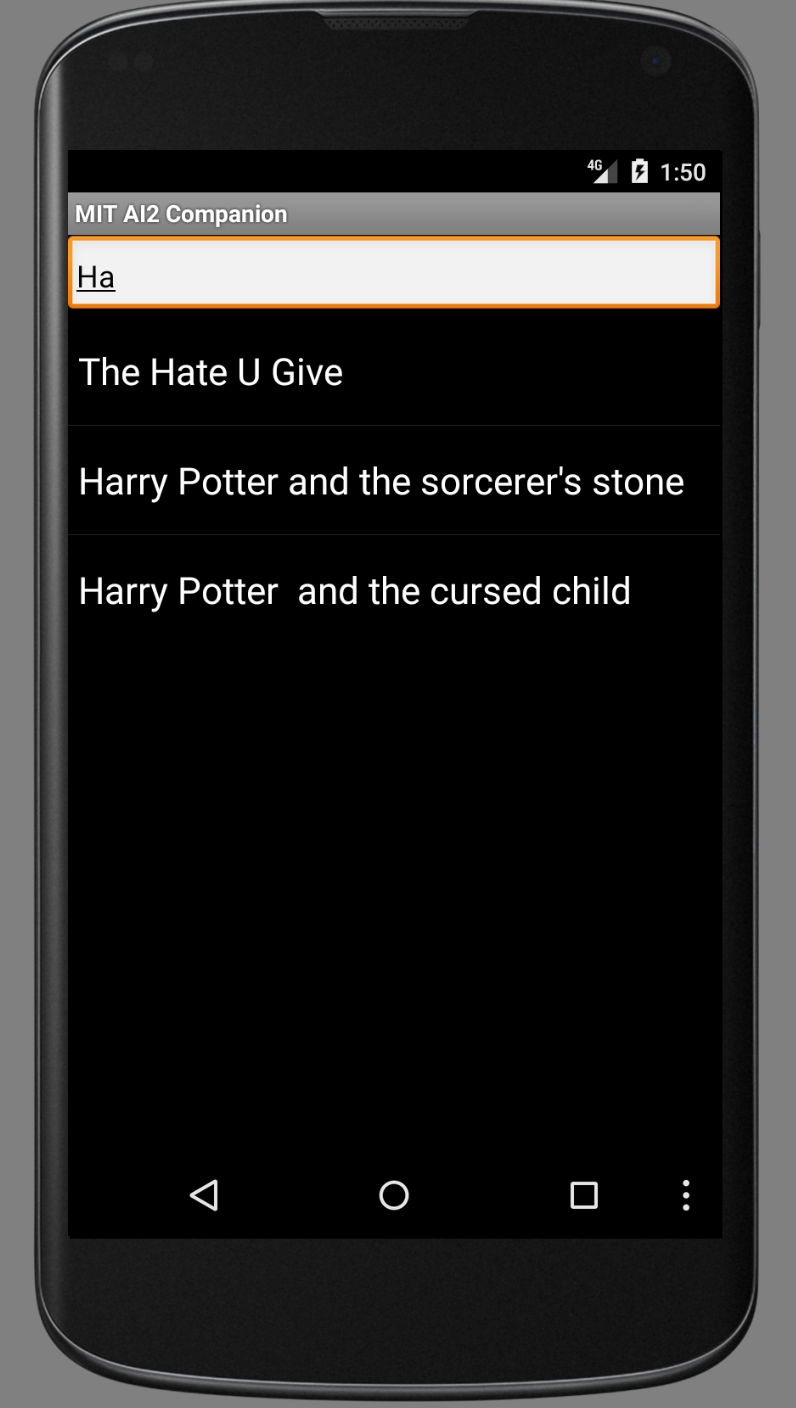 4G 1:50
MIT AI2 Companion
Ha
The Hate U Give
Harry Potter and the sorcerer's stone
Harry Potter  and the cursed child